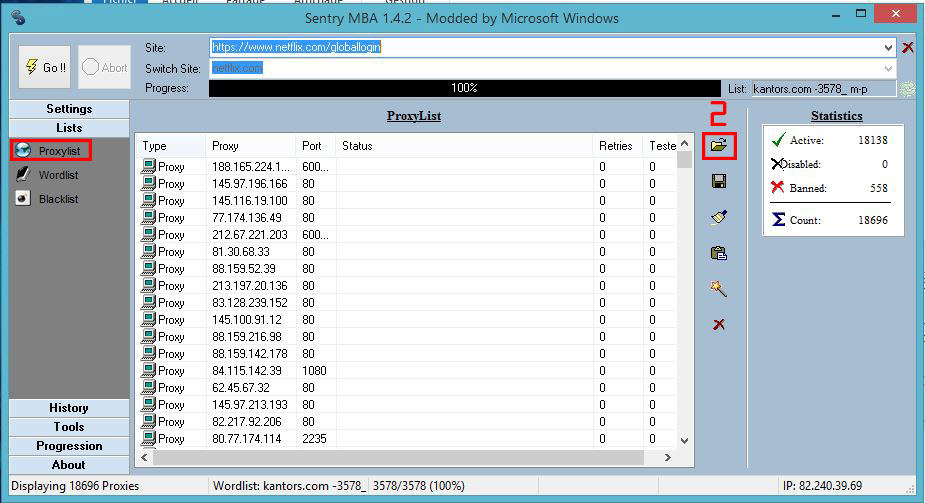 Sentry MBA 1.4.2 - Modded by Microsoft Windows
Site: https://www.netflix.com/globallogin
Go !! Abort
Switch Site: netflix.com
Progress: 100% List: kantors.com -3578_ m-p
Settings
Lists
Proxylist
Wordlist
Blacklist
History
Tools
Progression
About
ProxyList
Type Proxy Port Status Retries Teste
Proxy 188.165.224.1... 600... 0 0
Proxy 145.97.196.166 80 0 0
Proxy 145.116.19.100 80 0 0
Proxy 77.174.136.49 80 0 0
Proxy 212.67.221.203 600... 0 0
Proxy 81.30.68.33 80 0 0
Proxy 88.159.52.39 80 0 0
Proxy 213.197.20.136 80 0 0
Proxy 83.128.239.152 80 0 0
Proxy 145.100.91.12 80 0 0
Proxy 88.159.216.98 80 0 0
Proxy 88.159.142.178 80 0 0
Proxy 84.115.142.39 1080 0 0
Proxy 62.45.67.32 80 0 0
Proxy 145.97.213.193 80 0 0
Proxy 82.217.92.206 80 0 0
Proxy 80.77.174.114 2235 0 0
2
Statistics
Active: 18138
Disabled: 0
Banned: 558
Σ Count: 18696
Displaying 18696 Proxies Wordlist: kantors.com -3578_ 3578/3578 (100%) IP: 82.240.39.69